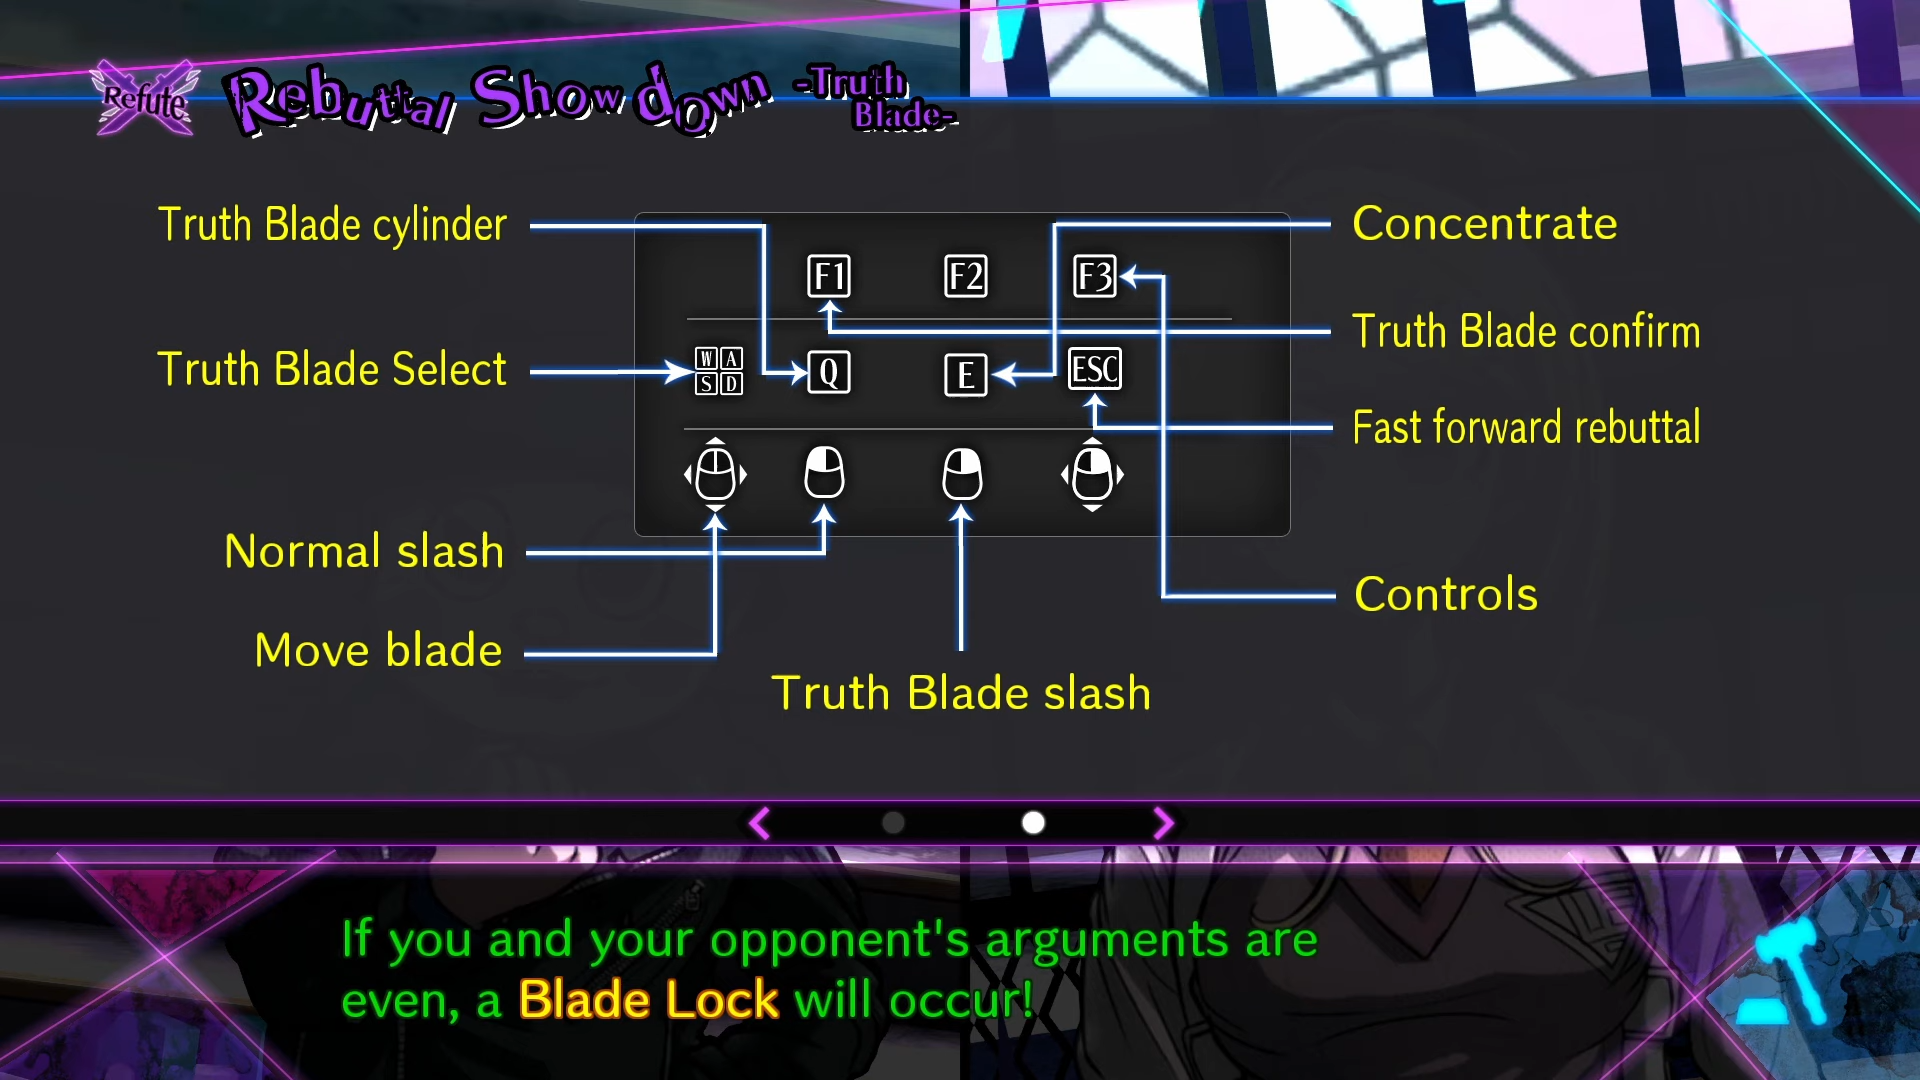 Refute
Rebuttal Showdown -Truth
Blade-
Truth Blade cylinder
Concentrate
F1 F2 F3
Truth Blade confirm
Truth Blade Select
W A
S D
Q E ESC
Fast forward rebuttal
Normal slash
Controls
Move blade
Truth Blade slash
If you and your opponent's arguments are
even, a Blade Lock will occur!